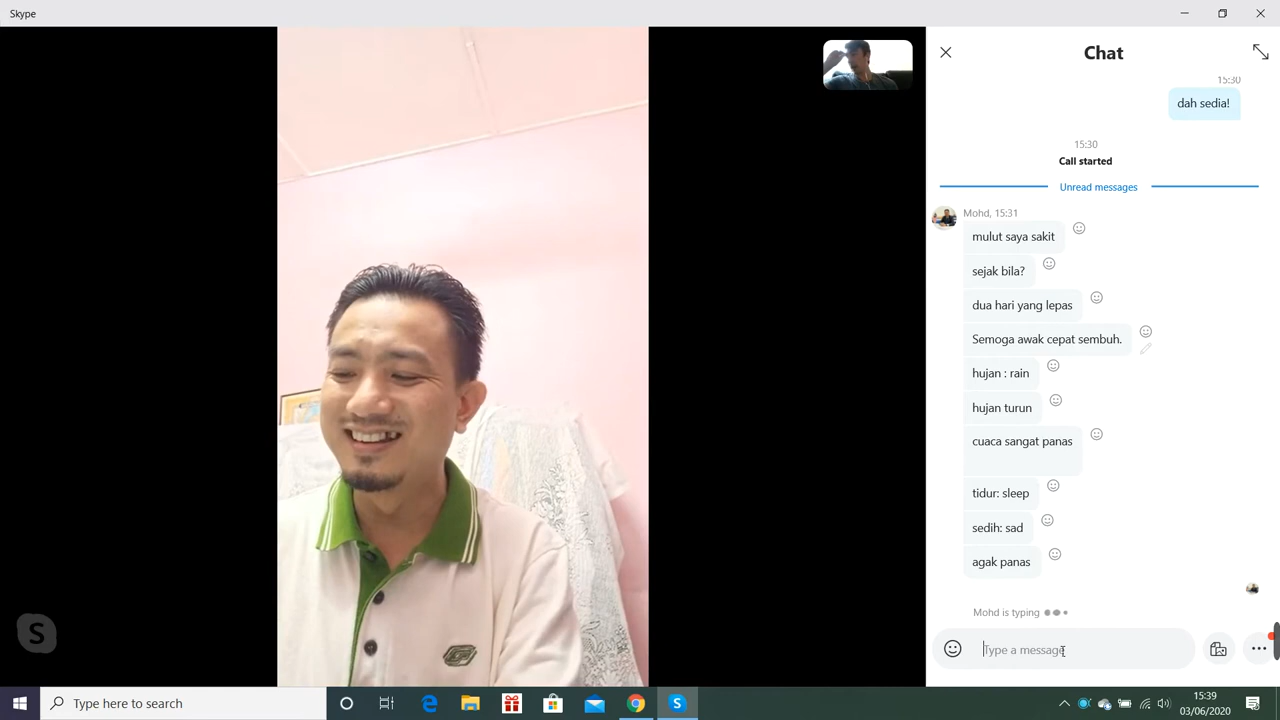 Skype
Chat
15:30
dah sedia!
15:30
Call started
Unread messages
Mohd, 15:31
mulut saya sakit
sejak bila?
dua hari yang lepas
Semoga awak cepat sembuh.
hujan : rain
hujan turun
cuaca sangat panas
tidur: sleep
sedih: sad
agak panas
Mohd is typing
Type a message
S
Type here to search
15:39
03/06/2020